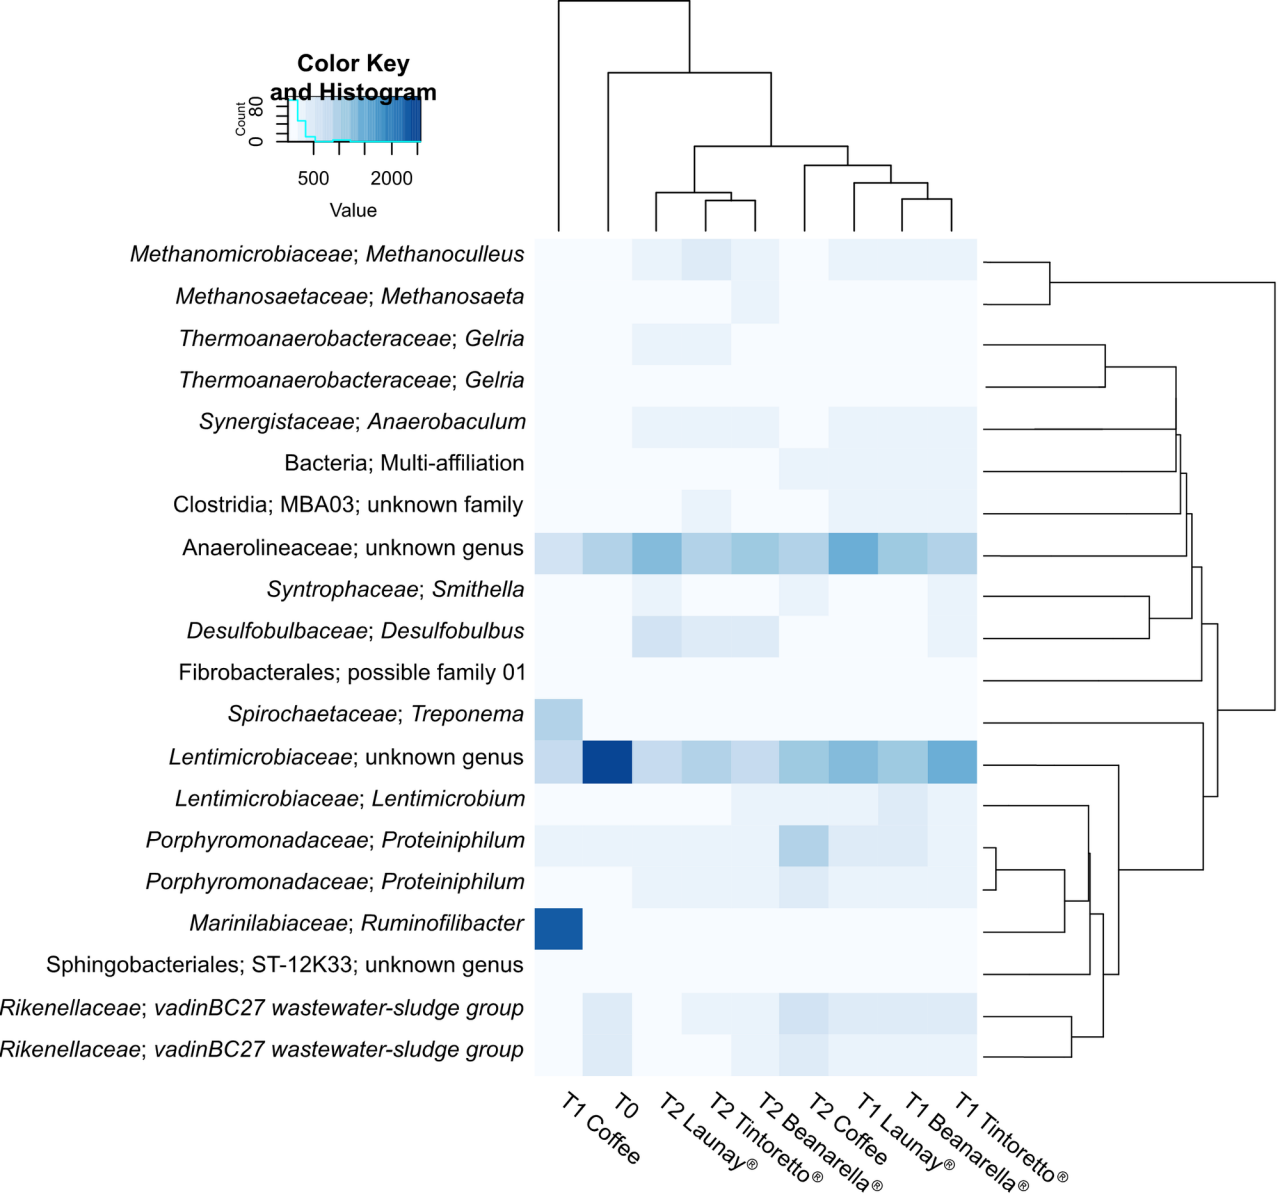 Color Key
and Histogram
Count
0
80
500
2000
Value
Methanomicrobiaceae; Methanoculleus
Methanosaetaceae; Methanosaeta
Thermoanaerobacteraceae; Gelria
Thermoanaerobacteraceae; Gelria
Synergistaceae; Anaerobaculum
Bacteria; Multi-affiliation
Clostridia; MBA03; unknown family
Anaerolineaceae; unknown genus
Syntrophaceae; Smithella
Desulfobulbaceae; Desulfobulbus
Fibrobacterales; possible family 01
Spirochaetaceae; Treponema
Lentimicrobiaceae; unknown genus
Lentimicrobiaceae; Lentimicrobium
Porphyromonadaceae; Proteiniphilum
Porphyromonadaceae; Proteiniphilum
Marinilabiaceae; Ruminofilibacter
Sphingobacteriales; ST-12K33; unknown genus
Rikenellaceae; vadinBC27 wastewater-sludge group
Rikenellaceae; vadinBC27 wastewater-sludge group
T1 Coffee
T0
T2 Launay®
T2 Tintoretto®
T2 Beanarella®
T2 Coffee
T1 Launay®
T1 Beanarella®
T1 Tintoretto®